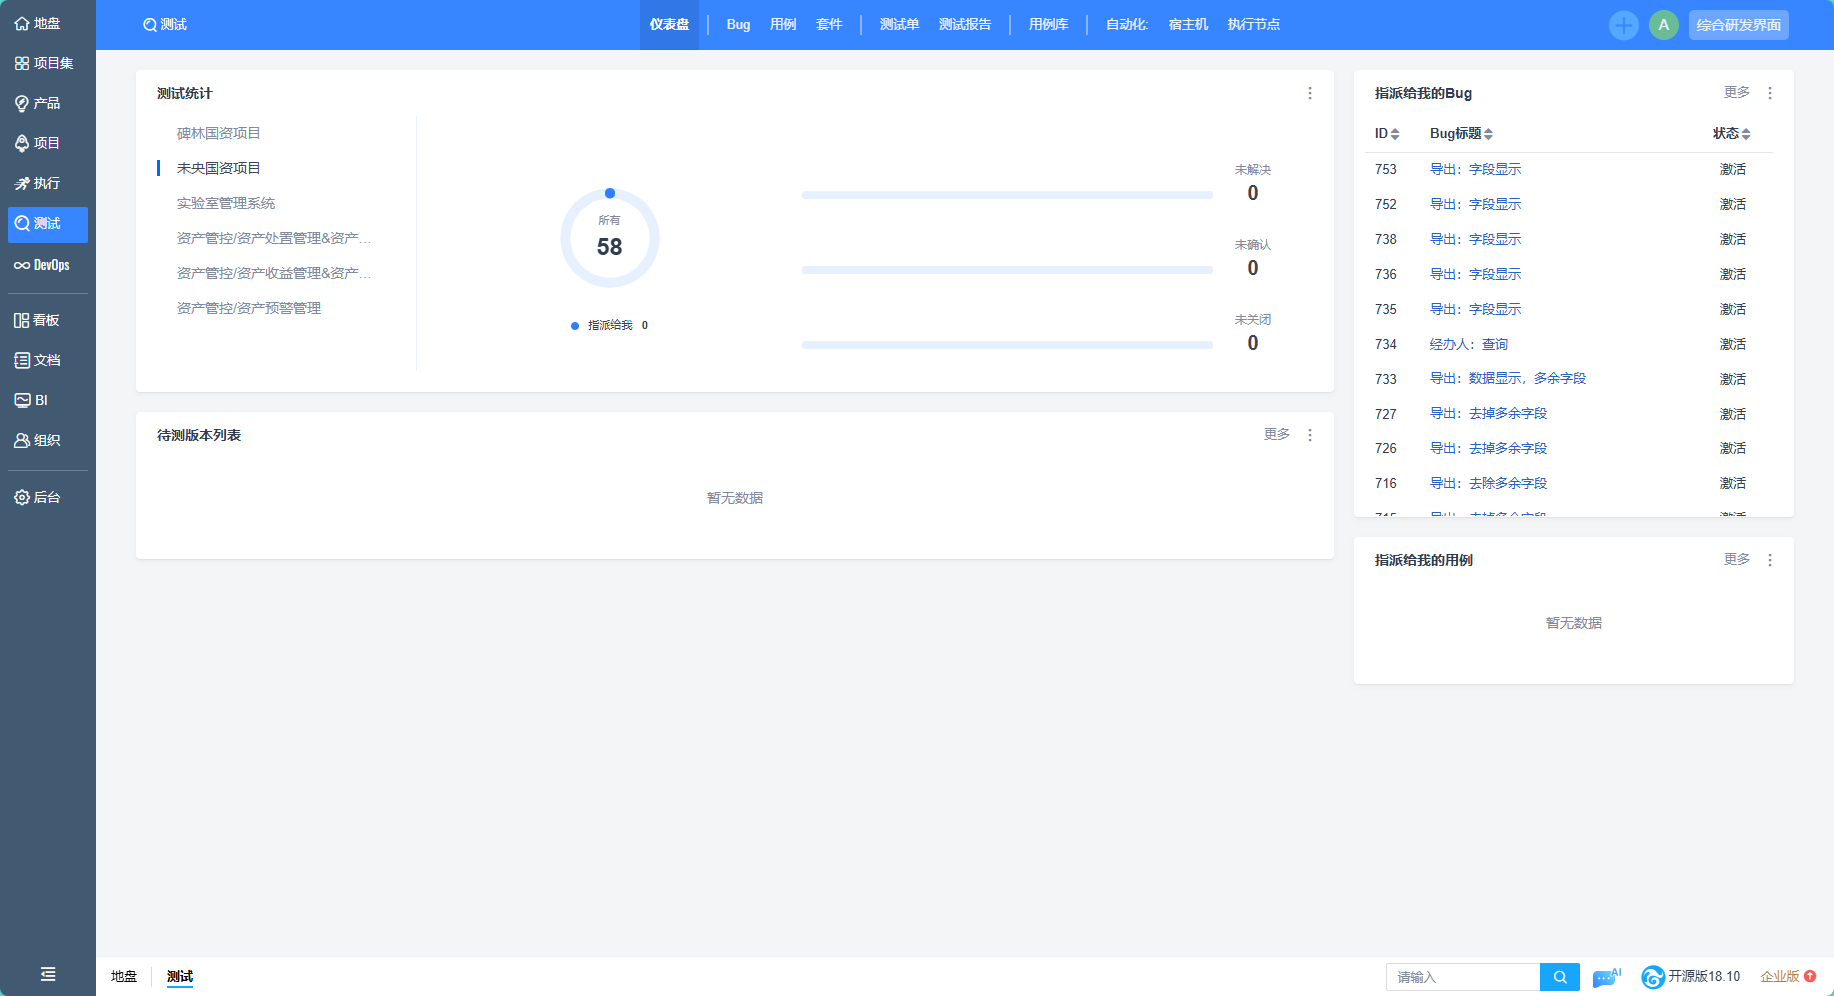 地盘
项目集
产品
项目
执行
测试
DevOps
看板
文档
BI
组织
后台
测试
仪表盘 Bug 用例 套件 测试单 测试报告 用例库 自动化: 宿主机 执行节点
A 综合研发界面
测试统计
碑林国资项目
未央国资项目
实验室管理系统
资产管控/资产处置管理&资产...
资产管控/资产收益管理&资产...
资产管控/资产预警管理
所有
58
指派给我 0
未解决
0
未确认
0
未关闭
0
待测版本列表 更多
暂无数据
指派给我的Bug 更多
ID Bug标题 状态
753 导出：字段显示 激活
752 导出：字段显示 激活
738 导出：字段显示 激活
736 导出：字段显示 激活
735 导出：字段显示 激活
734 经办人：查询 激活
733 导出：数据显示，多余字段 激活
727 导出：去掉多余字段 激活
726 导出：去掉多余字段 激活
716 导出：去除多余字段 激活
715 导出：去掉多余字段 激活
指派给我的用例 更多
暂无数据
地盘 测试
请输入 AI 开源版18.10 企业版